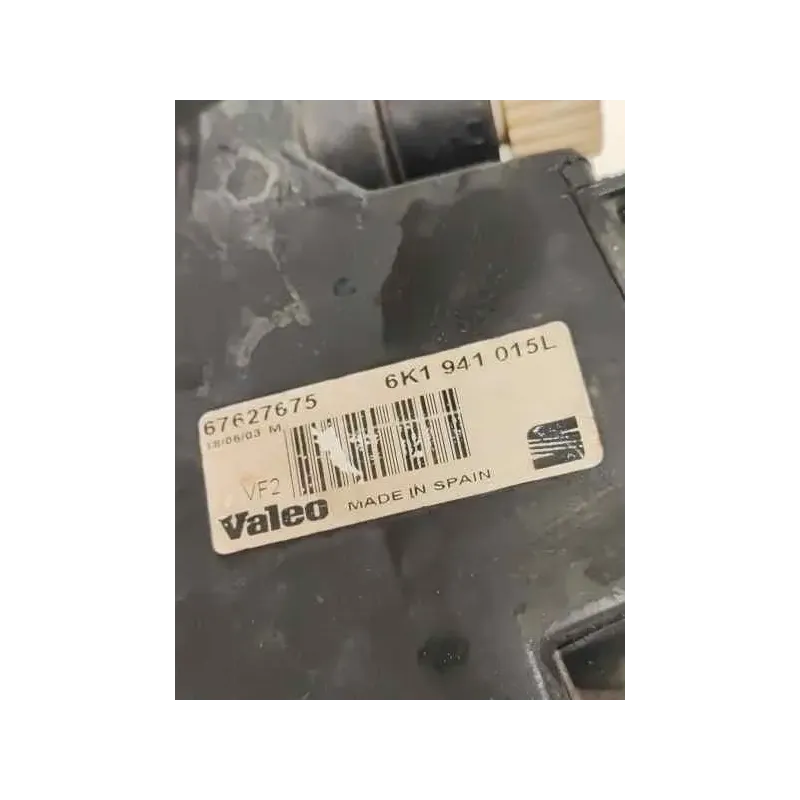 67627675 6K1 941 015L
18/06/03 M
VF2
Valeo MADE IN SPAIN